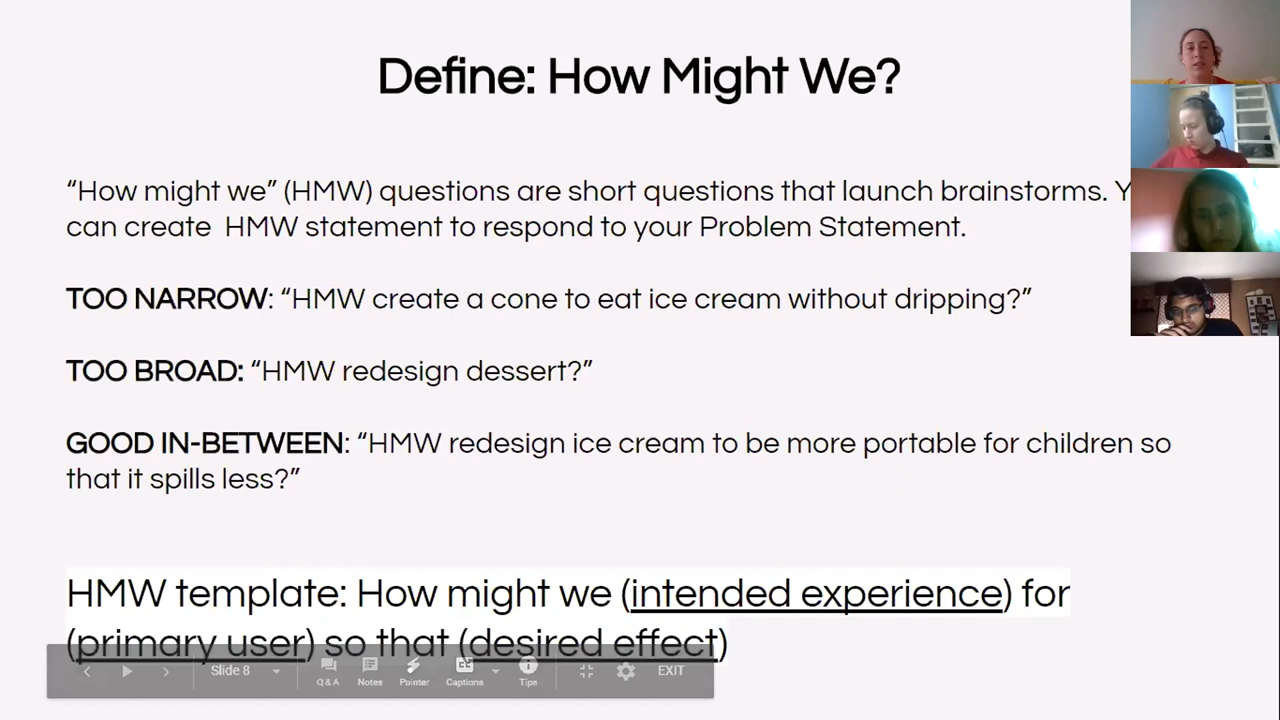 Define: How Might We?
“How might we” (HMW) questions are short questions that launch brainstorms.
can create HMW statement to respond to your Problem Statement.
TOO NARROW: “HMW create a cone to eat ice cream without dripping?”
TOO BROAD: “HMW redesign dessert?”
GOOD IN-BETWEEN: “HMW redesign ice cream to be more portable for children so
that it spills less?”
HMW template: How might we (intended experience) for
(primary user) so that (desired effect)
Slide 8
Q & A
Notes
Pointer
Captions
Tips
EXIT